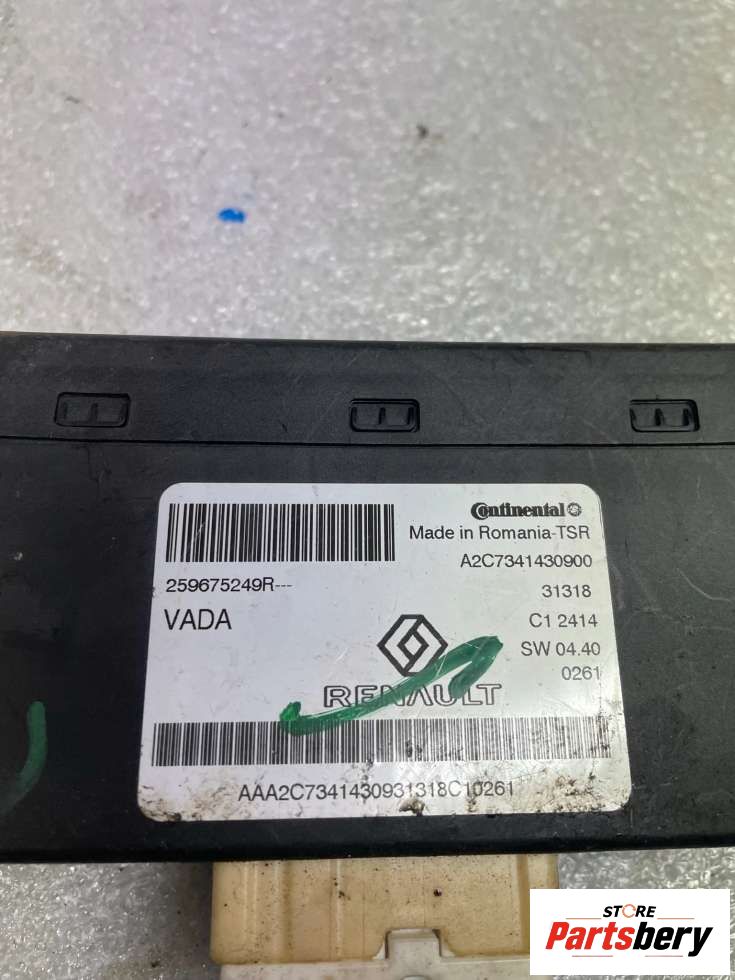 Continental
Made in Romania-TSR
A2C7341430900
259675249R---
31318
VADA
C1 2414
SW 04.40
0261
RENAULT
AAA2C7341430931318C10261
STORE
Partsbery